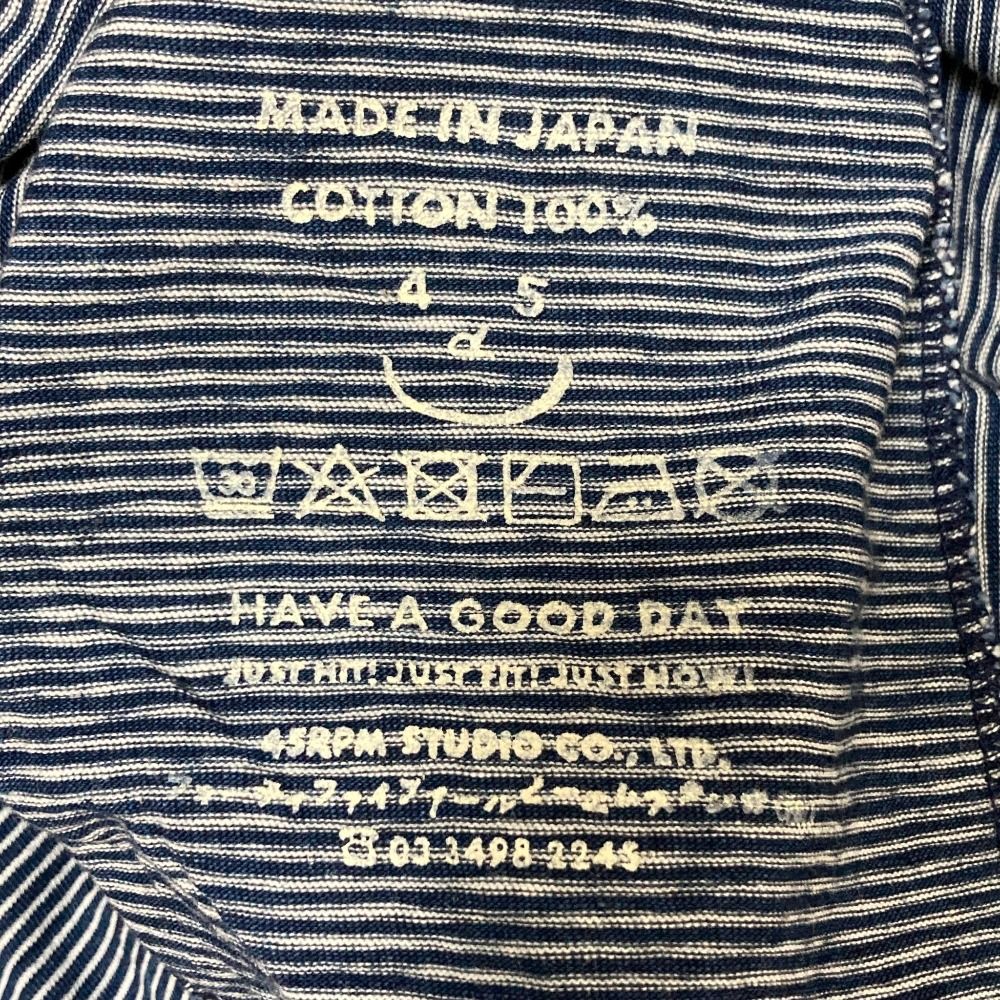 MADE IN JAPAN
COTTON 100%
4 5
d
30
HAVE A GOOD DAY
JUST HIT! JUST FIT! JUST NOW!
45RPM STUDIO CO., LTD.
☎ 03 3498 2245